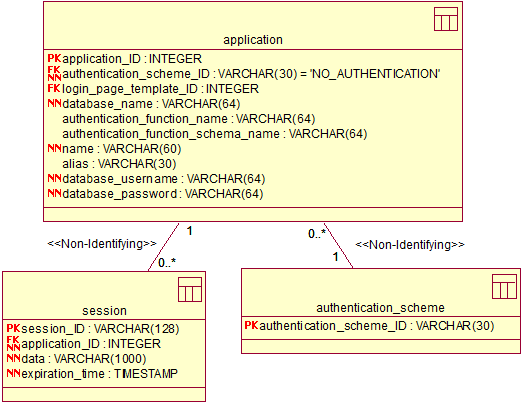 application
PK application_ID : INTEGER
FK NN authentication_scheme_ID : VARCHAR(30) = 'NO_AUTHENTICATION'
FK login_page_template_ID : INTEGER
NN database_name : VARCHAR(64)
authentication_function_name : VARCHAR(64)
authentication_function_schema_name : VARCHAR(64)
NN name : VARCHAR(60)
alias : VARCHAR(30)
NN database_username : VARCHAR(64)
NN database_password : VARCHAR(64)
1
0..*
<<Non-Identifying>>
<<Non-Identifying>>
0..*
1
session
PK session_ID : VARCHAR(128)
FK NN application_ID : INTEGER
NN data : VARCHAR(1000)
NN expiration_time : TIMESTAMP
authentication_scheme
PK authentication_scheme_ID : VARCHAR(30)